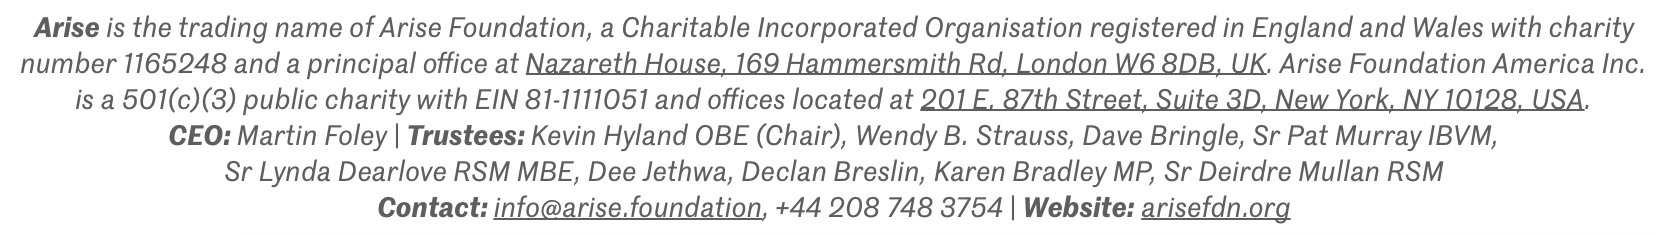 Arise is the trading name of Arise Foundation, a Charitable Incorporated Organisation registered in England and Wales with charity
number 1165248 and a principal office at Nazareth House, 169 Hammersmith Rd, London W6 8DB, UK. Arise Foundation America Inc.
is a 501(c)(3) public charity with EIN 81-1111051 and offices located at 201 E. 87th Street, Suite 3D, New York, NY 10128, USA.
CEO: Martin Foley | Trustees: Kevin Hyland OBE (Chair), Wendy B. Strauss, Dave Bringle, Sr Pat Murray IBVM,
Sr Lynda Dearlove RSM MBE, Dee Jethwa, Declan Breslin, Karen Bradley MP, Sr Deirdre Mullan RSM
Contact: info@arise.foundation, +44 208 748 3754 | Website: arisefdn.org